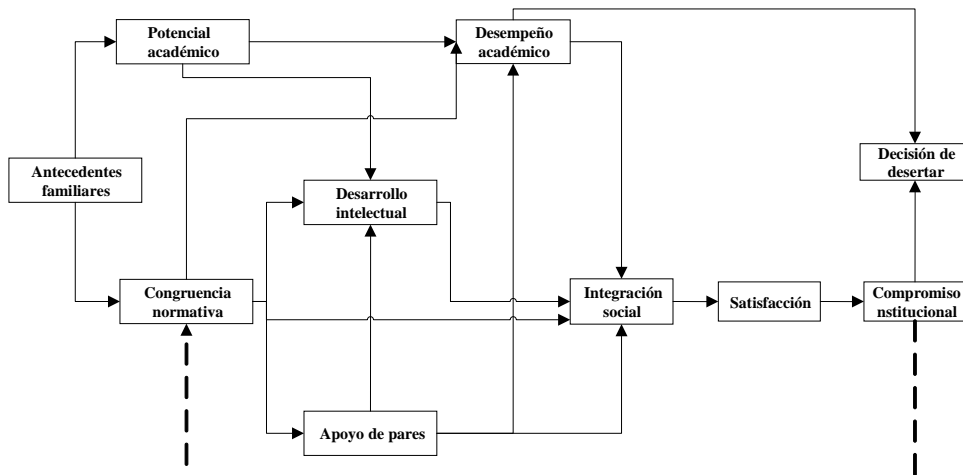 Potencial
académico
Desempeño
académico
Antecedentes
familiares
Decisión de
desertar
Desarrollo
intelectual
Congruencia
normativa
Integración
social
Satisfacción
Compromiso
nstitucional
Apoyo de pares